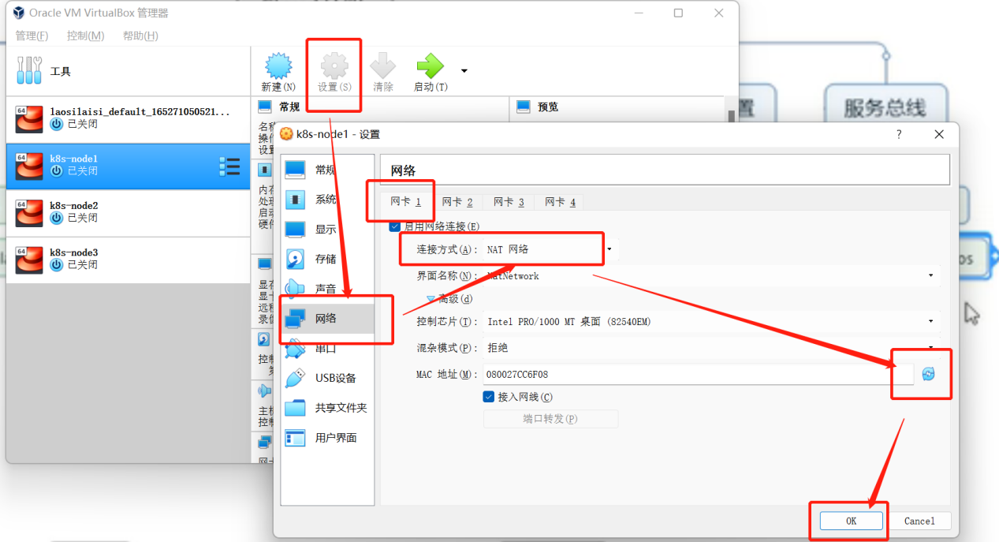 Oracle VM VirtualBox 管理器
管理(F) 控制(M) 帮助(H)
工具
新建(N) 设置(S) 清除 启动(T)
64 laosilaisi_default_165271050521...
已关闭
64 k8s-node1
已关闭
64 k8s-node2
已关闭
64 k8s-node3
已关闭
常规 预览
置
服务总线
os
k8s-node1 - 设置
常规
系统
显示
存储
声音
网络
串口
USB设备
共享文件夹
用户界面
网络
网卡 1 网卡 2 网卡 3 网卡 4
启用网络连接(E)
连接方式(A): NAT 网络
界面名称(N): NatNetwork
高级(d)
控制芯片(T): Intel PRO/1000 MT 桌面 (82540EM)
混杂模式(P): 拒绝
MAC 地址(M): 080027CC6F08
接入网线(C)
端口转发(P)
OK Cancel